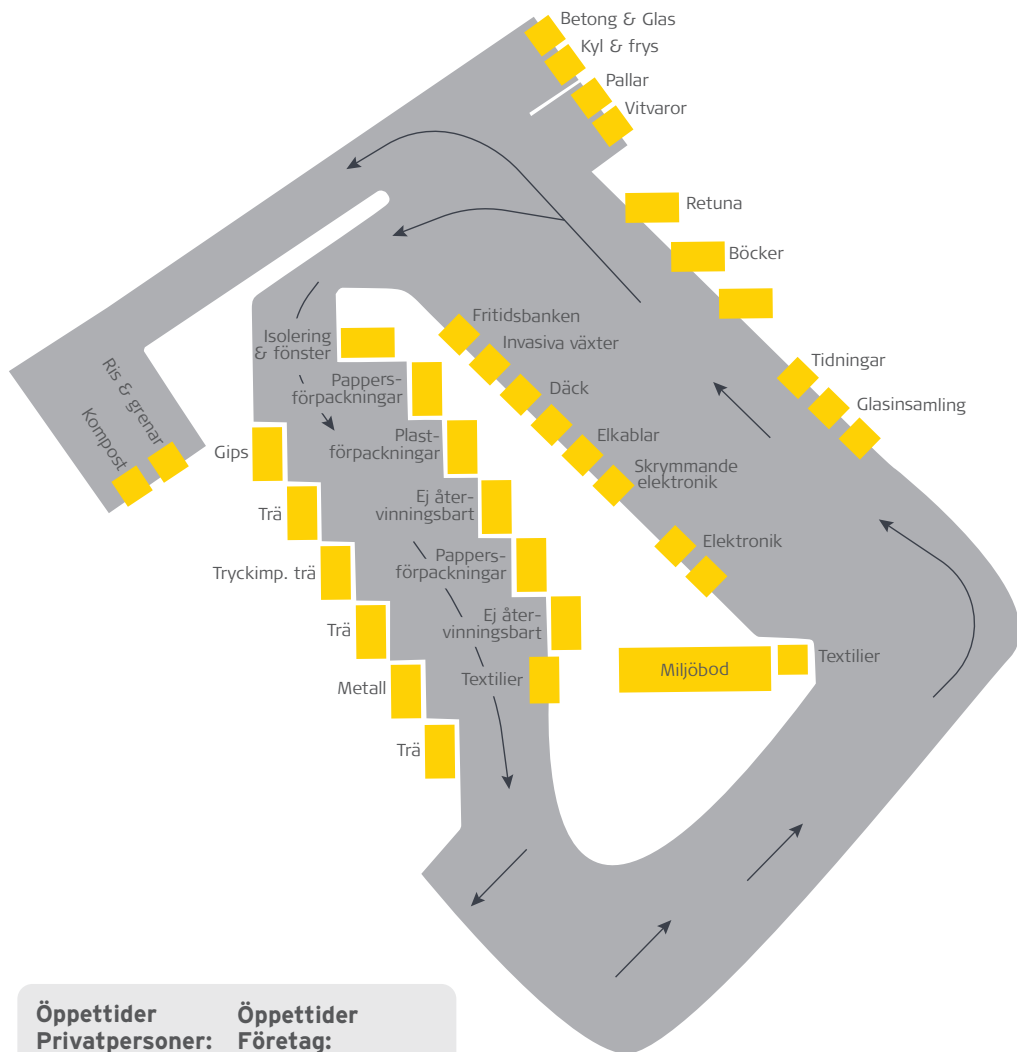 Betong & Glas
Kyl & frys
Pallar
Vitvaror
Retuna
Böcker
Fritidsbanken
Invasiva växter
Isolering
& fönster
Pappers-
förpackningar
Däck
Tidningar
Glasinsamling
Ris & grenar
Kompost
Gips
Plast-
förpackningar
Elkablar
Skrymmande
elektronik
Trä
Ej åter-
vinningsbart
Elektronik
Tryckimp. trä
Pappers-
förpackningar
Trä
Ej åter-
vinningsbart
Miljöbod
Textilier
Metall
Textilier
Trä
Öppettider
Privatpersoner:
Öppettider
Företag: